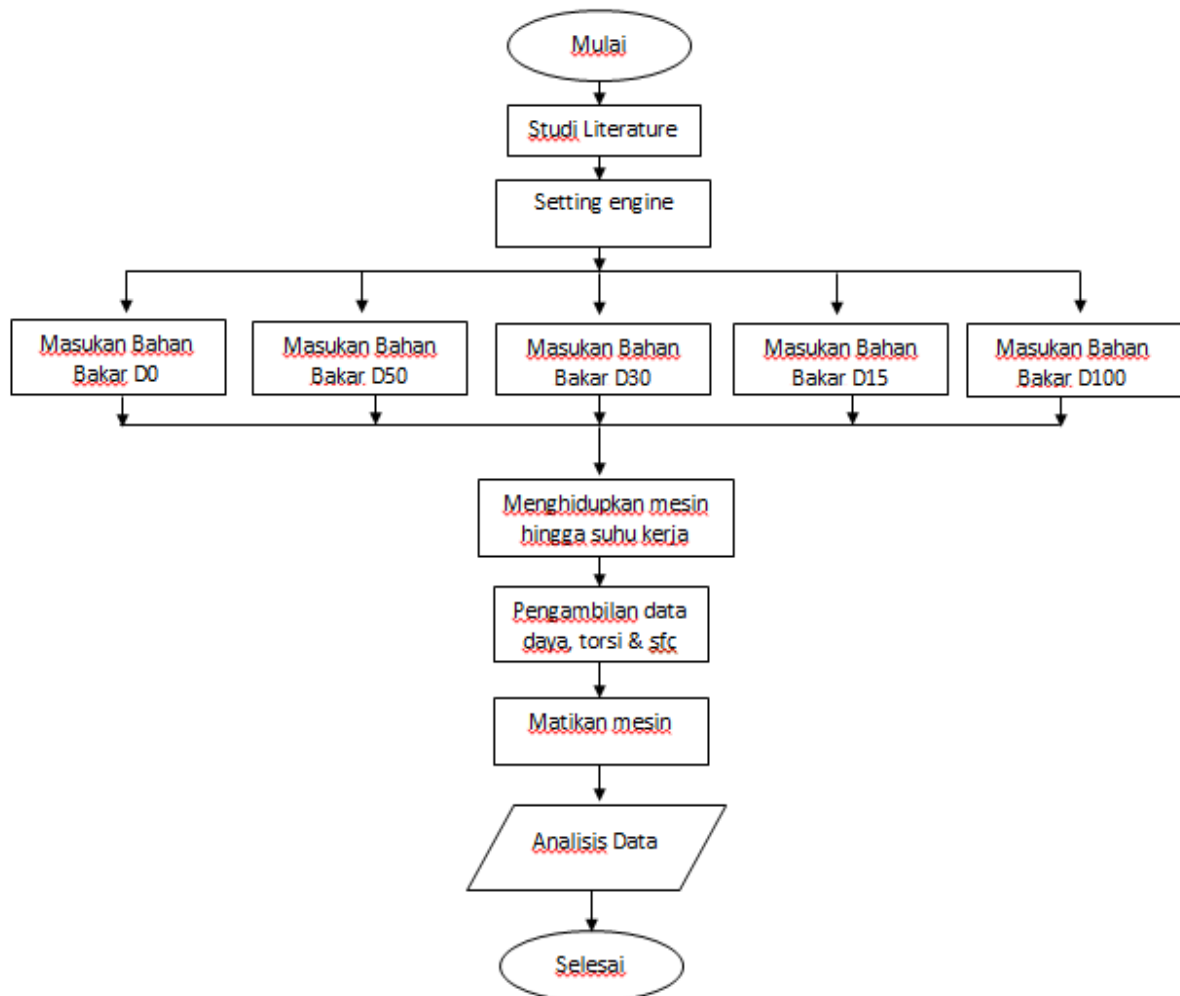 Mulai
Studi Literature
Setting engine
Masukan Bahan
Bakar D0
Masukan Bahan
Bakar D50
Masukan Bahan
Bakar D30
Masukan Bahan
Bakar D15
Masukan Bahan
Bakar D100
Menghidupkan mesin
hingga suhu kerja
Pengambilan data
daya, torsi & sfc
Matikan mesin
Analisis Data
Selesai